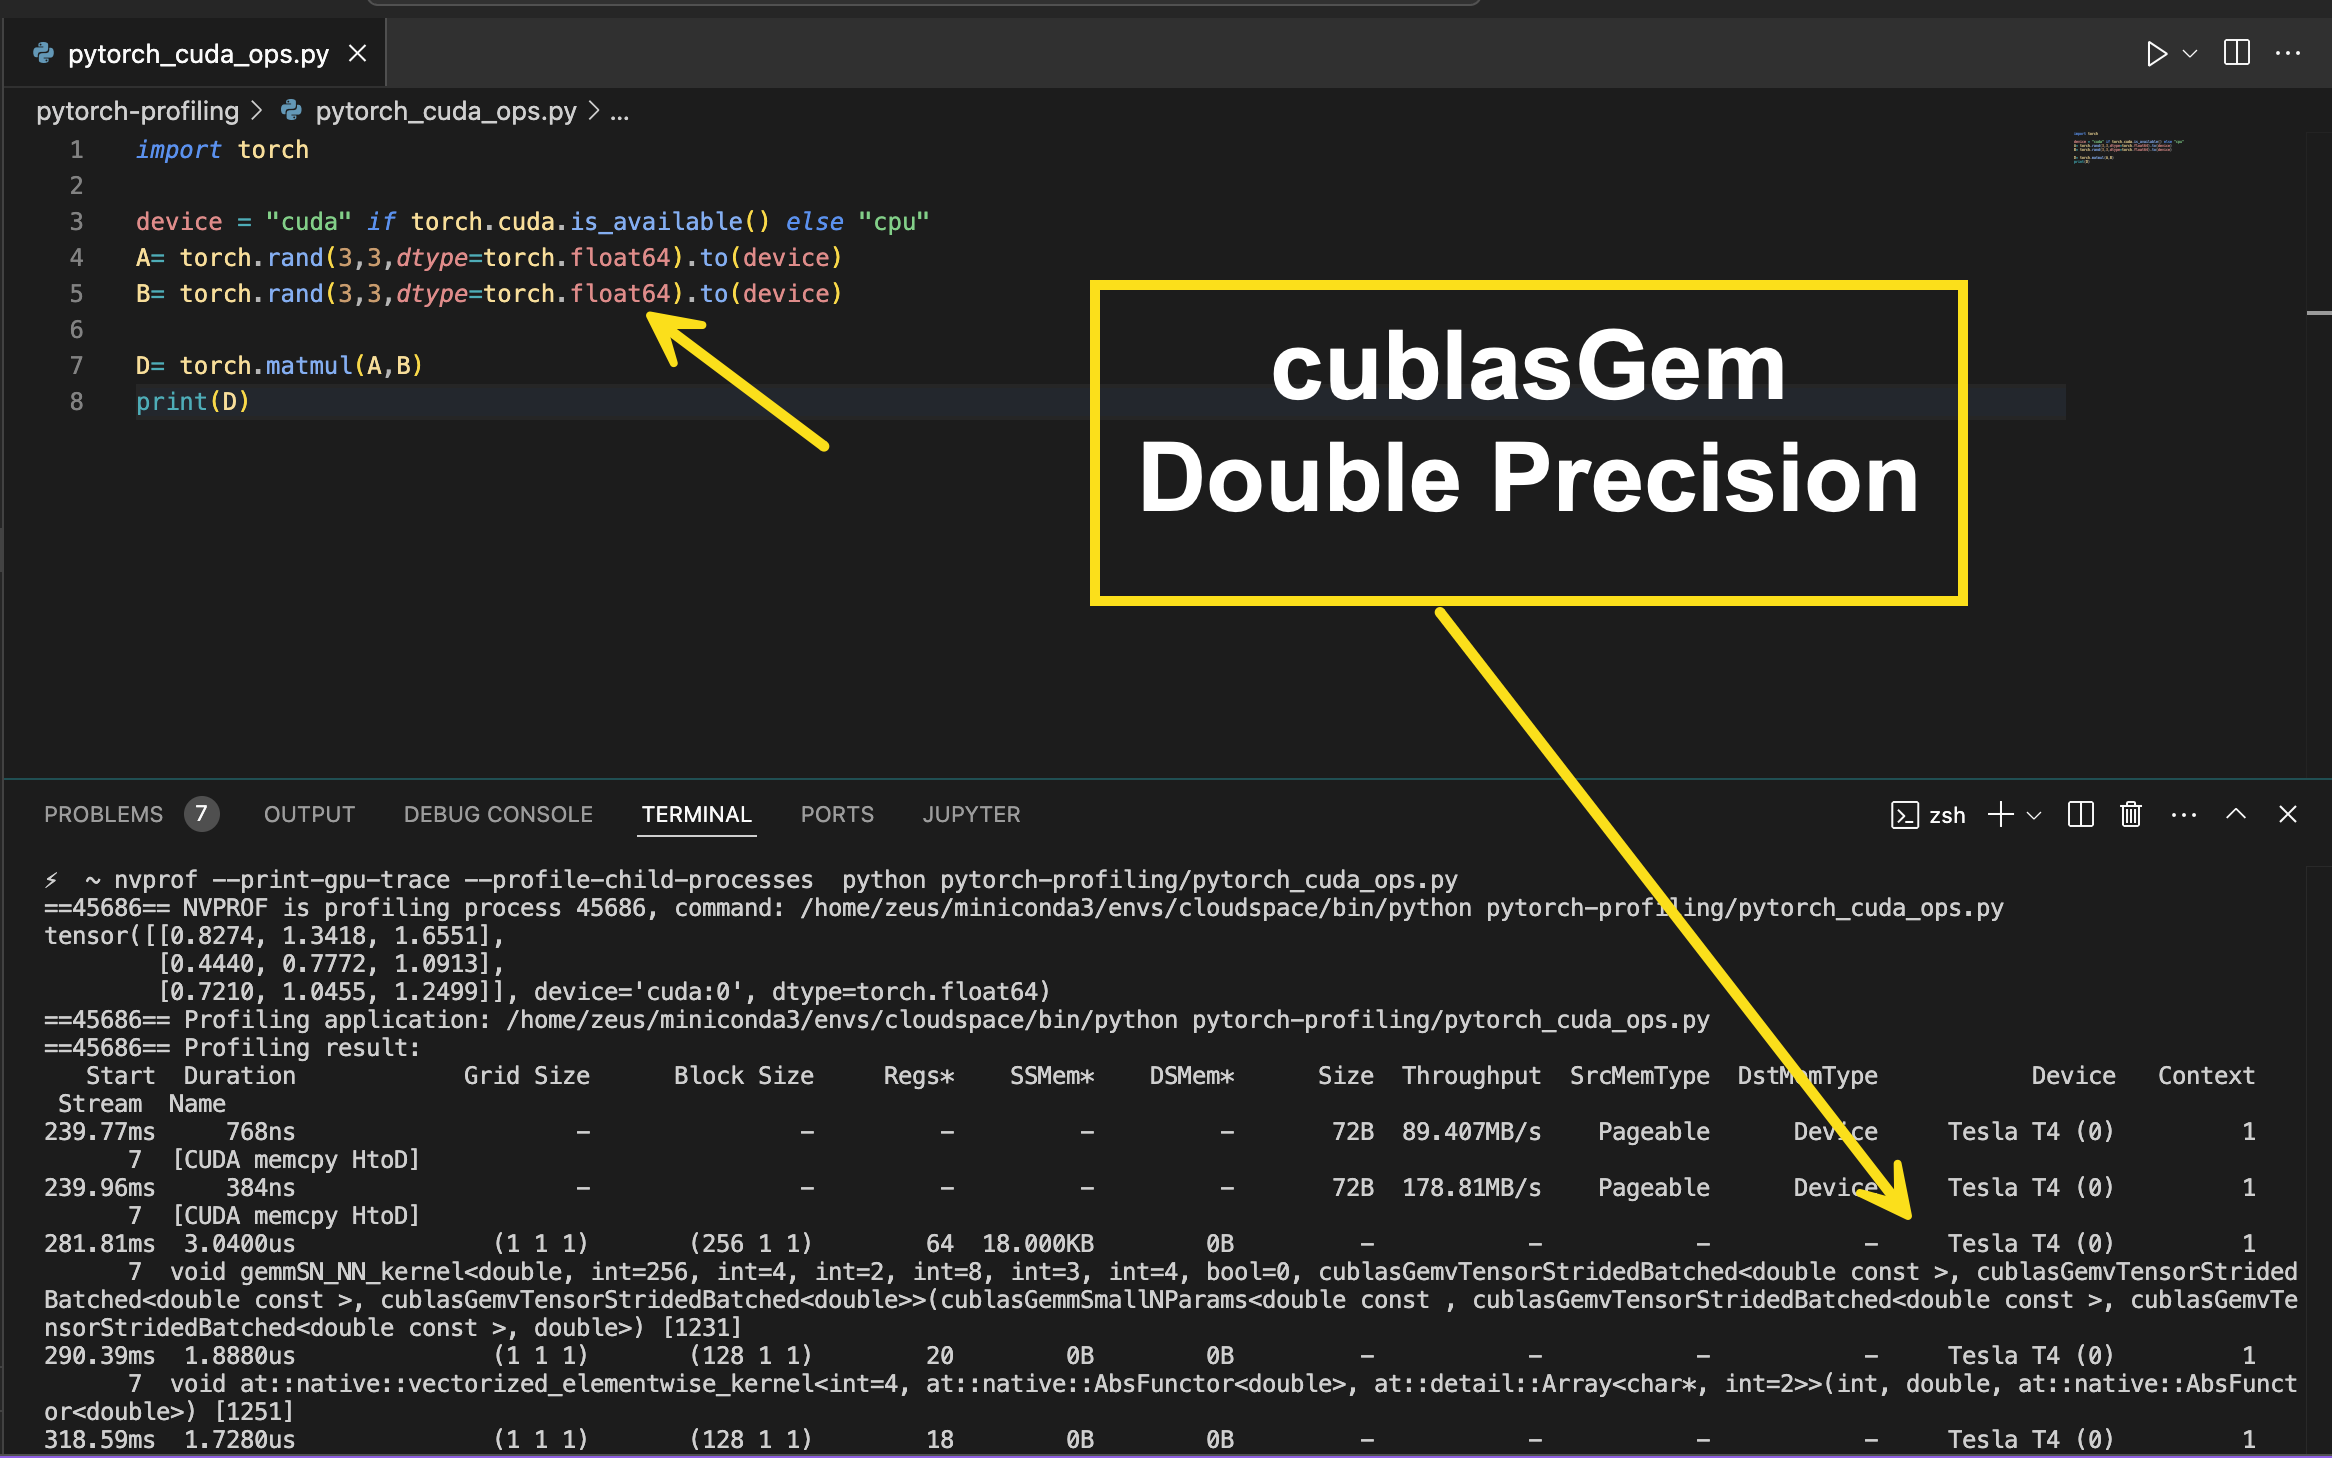 pytorch_cuda_ops.py
pytorch-profiling > pytorch_cuda_ops.py > ...
1 import torch
2
3 device = "cuda" if torch.cuda.is_available() else "cpu"
4 A= torch.rand(3,3,dtype=torch.float64).to(device)
5 B= torch.rand(3,3,dtype=torch.float64).to(device)
6
7 D= torch.matmul(A,B)
8 print(D)
cublasGem
Double Precision
PROBLEMS 7 OUTPUT DEBUG CONSOLE TERMINAL PORTS JUPYTER zsh
⚡ ~ nvprof --print-gpu-trace --profile-child-processes  python pytorch-profiling/pytorch_cuda_ops.py
==45686== NVPROF is profiling process 45686, command: /home/zeus/miniconda3/envs/cloudspace/bin/python pytorch-profiling/pytorch_cuda_ops.py
tensor([[0.8274, 1.3418, 1.6551],
[0.4440, 0.7772, 1.0913],
[0.7210, 1.0455, 1.2499]], device='cuda:0', dtype=torch.float64)
==45686== Profiling application: /home/zeus/miniconda3/envs/cloudspace/bin/python pytorch-profiling/pytorch_cuda_ops.py
==45686== Profiling result:
Start Duration Grid Size Block Size Regs* SSMem* DSMem* Size Throughput SrcMemType DstMemType Device Context
Stream Name
239.77ms 768ns - - - - - 72B 89.407MB/s Pageable Device Tesla T4 (0) 1
7 [CUDA memcpy HtoD]
239.96ms 384ns - - - - - 72B 178.81MB/s Pageable Device Tesla T4 (0) 1
7 [CUDA memcpy HtoD]
281.81ms 3.0400us (1 1 1) (256 1 1) 64 18.000KB 0B - - - - Tesla T4 (0) 1
7 void gemmSN_NN_kernel<double, int=256, int=4, int=2, int=8, int=3, int=4, bool=0, cublasGemvTensorStridedBatched<double const >, cublasGemvTensorStrided
Batched<double const >, cublasGemvTensorStridedBatched<double>>(cublasGemmSmallNParams<double const , cublasGemvTensorStridedBatched<double const >, cublasGemvTe
nsorStridedBatched<double const >, double>) [1231]
290.39ms 1.8880us (1 1 1) (128 1 1) 20 0B 0B - - - - Tesla T4 (0) 1
7 void at::native::vectorized_elementwise_kernel<int=4, at::native::AbsFunctor<double>, at::detail::Array<char*, int=2>>(int, double, at::native::AbsFunct
or<double>) [1251]
318.59ms 1.7280us (1 1 1) (128 1 1) 18 0B 0B - - - - Tesla T4 (0) 1